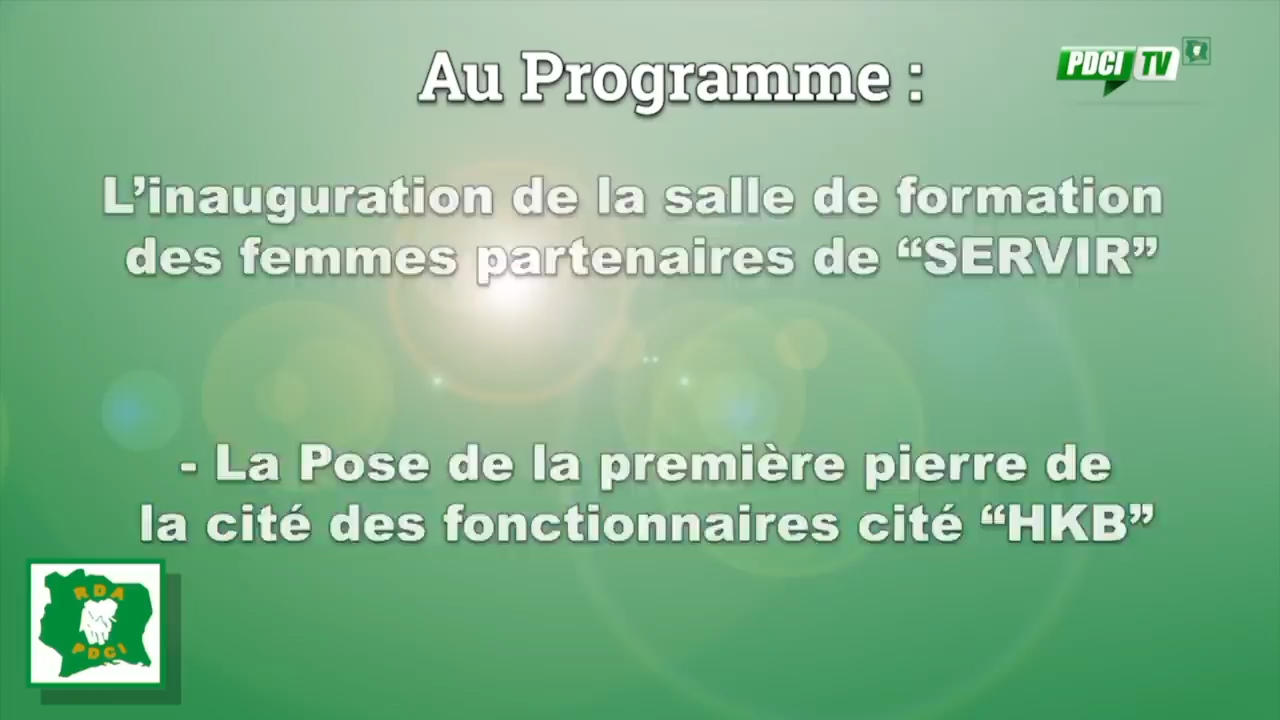 Au Programme :
PDCI TV
L’inauguration de la salle de formation
des femmes partenaires de “SERVIR”
- La Pose de la première pierre de
la cité des fonctionnaires cité “HKB”
RDA
PDCI